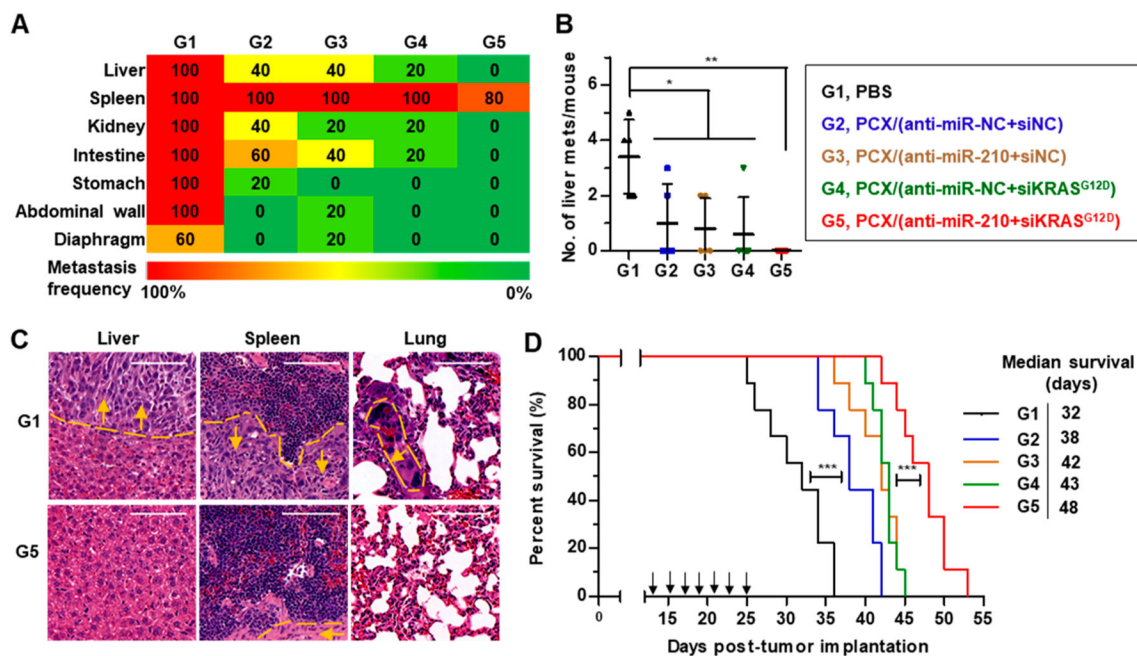 A
G1 G2 G3 G4 G5
Liver 100 40 40 20 0
Spleen 100 100 100 100 80
Kidney 100 40 20 20 0
Intestine 100 60 40 20 0
Stomach 100 20 0 0 0
Abdominal wall 100 0 20 0 0
Diaphragm 60 0 20 0 0
Metastasis frequency
100% 0%
B
No. of liver mets/mouse
6
4
2
0
* **
G1 G2 G3 G4 G5
G1, PBS
G2, PCX/(anti-miR-NC+siNC)
G3, PCX/(anti-miR-210+siNC)
G4, PCX/(anti-miR-NC+siKRASᴳ¹²ᴰ)
G5, PCX/(anti-miR-210+siKRASᴳ¹²ᴰ)
C
Liver Spleen Lung
G1
G5
D
Percent survival (%)
100
80
60
40
20
0
*** ***
0 15 20 25 30 35 40 45 50 55
Days post-tumor implantation
Median survival
(days)
G1 32
G2 38
G3 42
G4 43
G5 48